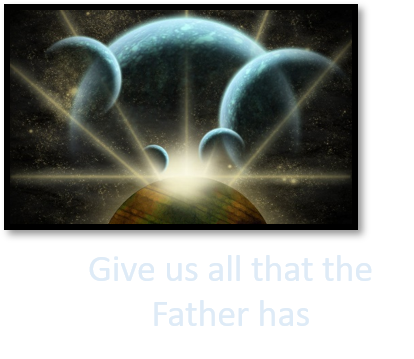 Give us all that the
Father has